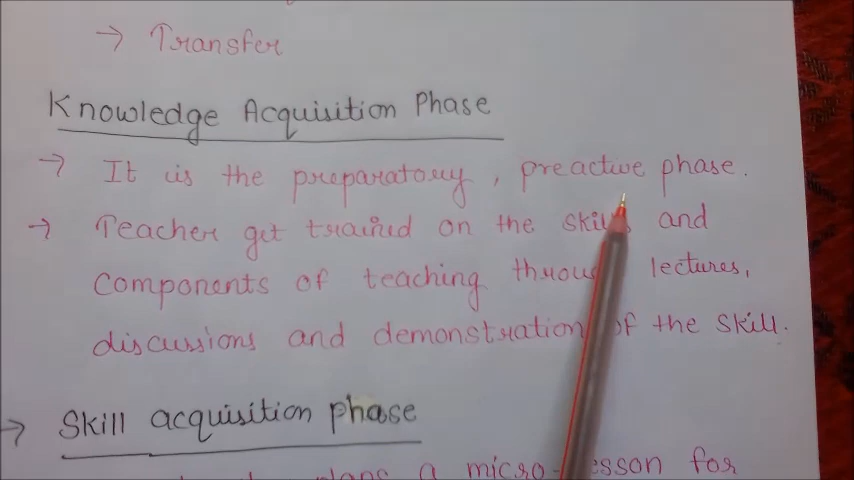 → Transfer
Knowledge Acquisition Phase
→ It is the preparatory, preactive phase.
→ Teacher get trained on the skills and
components of teaching through lectures,
discussions and demonstration of the skill.
→ Skill acquisition phase
plans a micro-lesson for